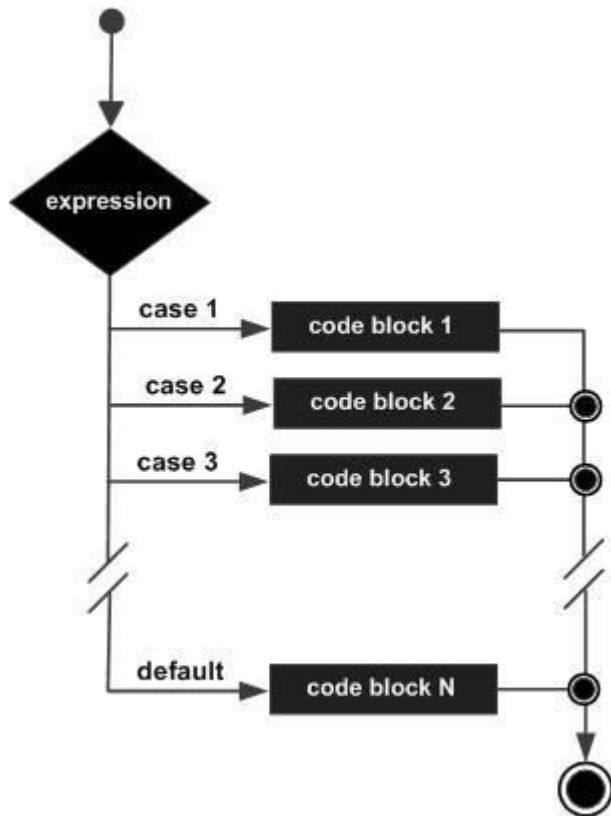 expression
case 1
code block 1
case 2
code block 2
case 3
code block 3
default
code block N